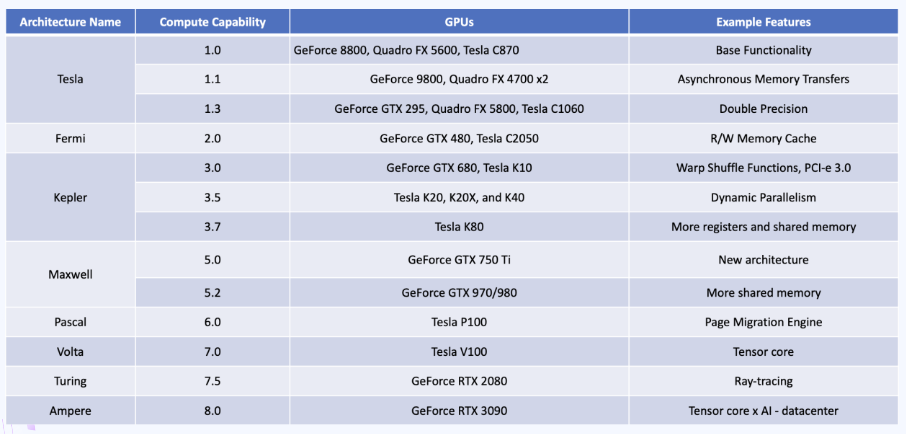 Architecture Name Compute Capability GPUs Example Features
Tesla 1.0 GeForce 8800, Quadro FX 5600, Tesla C870 Base Functionality
1.1 GeForce 9800, Quadro FX 4700 x2 Asynchronous Memory Transfers
1.3 GeForce GTX 295, Quadro FX 5800, Tesla C1060 Double Precision
Fermi 2.0 GeForce GTX 480, Tesla C2050 R/W Memory Cache
Kepler 3.0 GeForce GTX 680, Tesla K10 Warp Shuffle Functions, PCI-e 3.0
3.5 Tesla K20, K20X, and K40 Dynamic Parallelism
3.7 Tesla K80 More registers and shared memory
Maxwell 5.0 GeForce GTX 750 Ti New architecture
5.2 GeForce GTX 970/980 More shared memory
Pascal 6.0 Tesla P100 Page Migration Engine
Volta 7.0 Tesla V100 Tensor core
Turing 7.5 GeForce RTX 2080 Ray-tracing
Ampere 8.0 GeForce RTX 3090 Tensor core x AI - datacenter